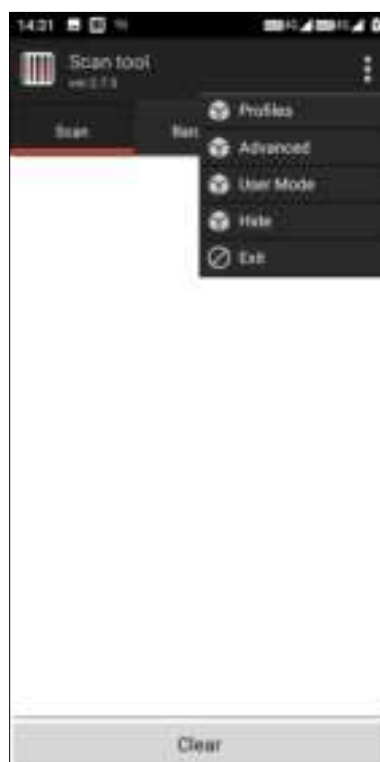 14:31
Scan tool
Profiles
Scan
Advanced
User Mode
Hide
Exit
Clear